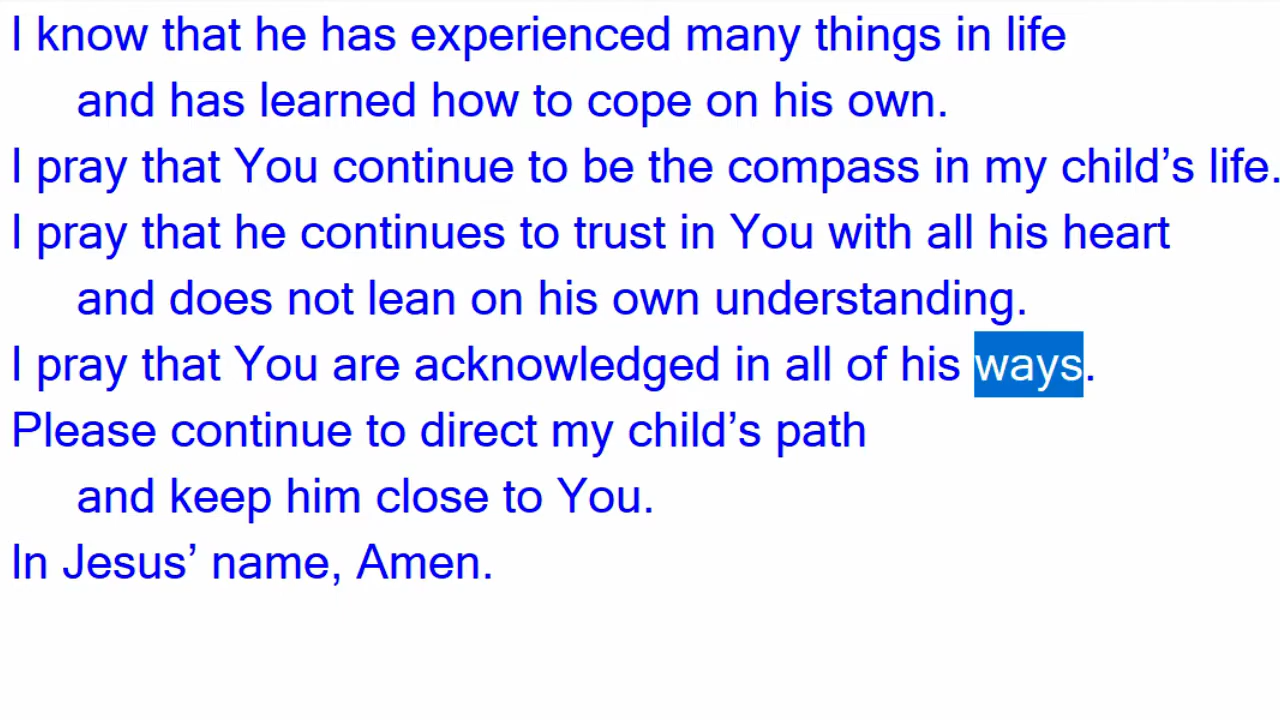 I know that he has experienced many things in life
and has learned how to cope on his own.
I pray that You continue to be the compass in my child’s life.
I pray that he continues to trust in You with all his heart
and does not lean on his own understanding.
I pray that You are acknowledged in all of his ways.
Please continue to direct my child’s path
and keep him close to You.
In Jesus’ name, Amen.